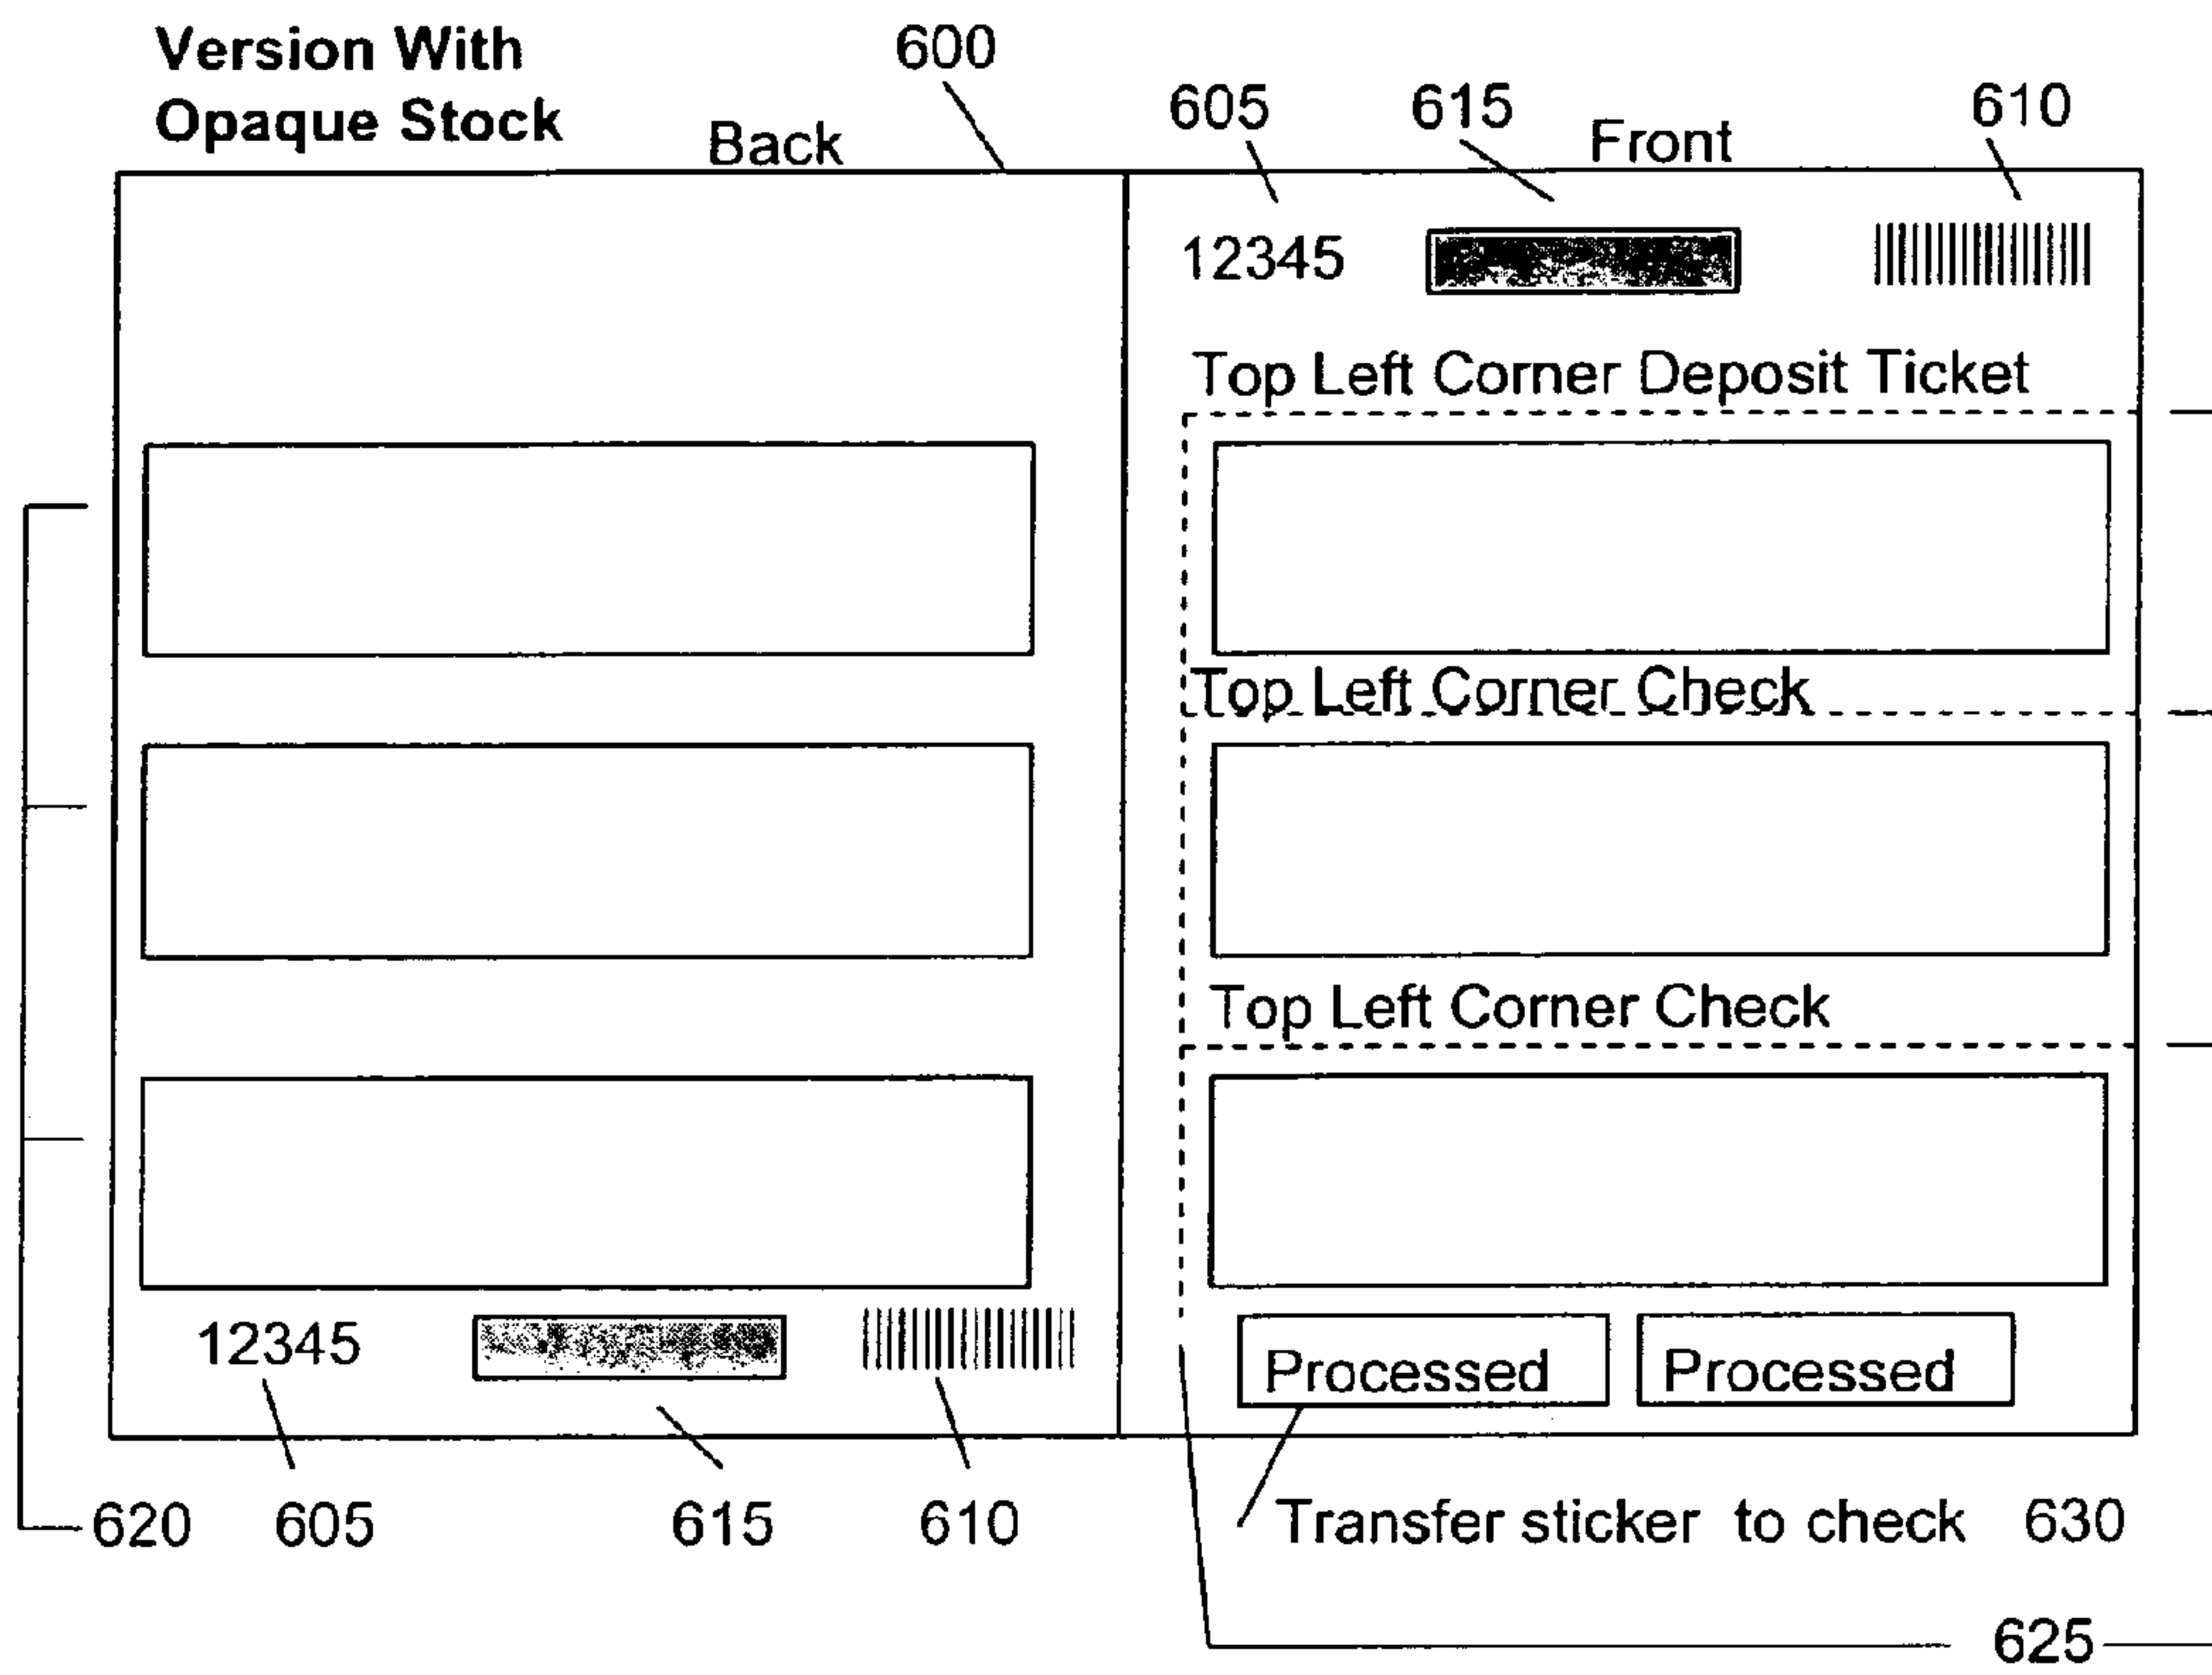 Version With
Opaque Stock
Back
600
605
615
Front
610
12345
Top Left Corner Deposit Ticket
Top Left Corner Check
Top Left Corner Check
12345
Processed
Processed
620
605
615
610
Transfer sticker to check
630
625